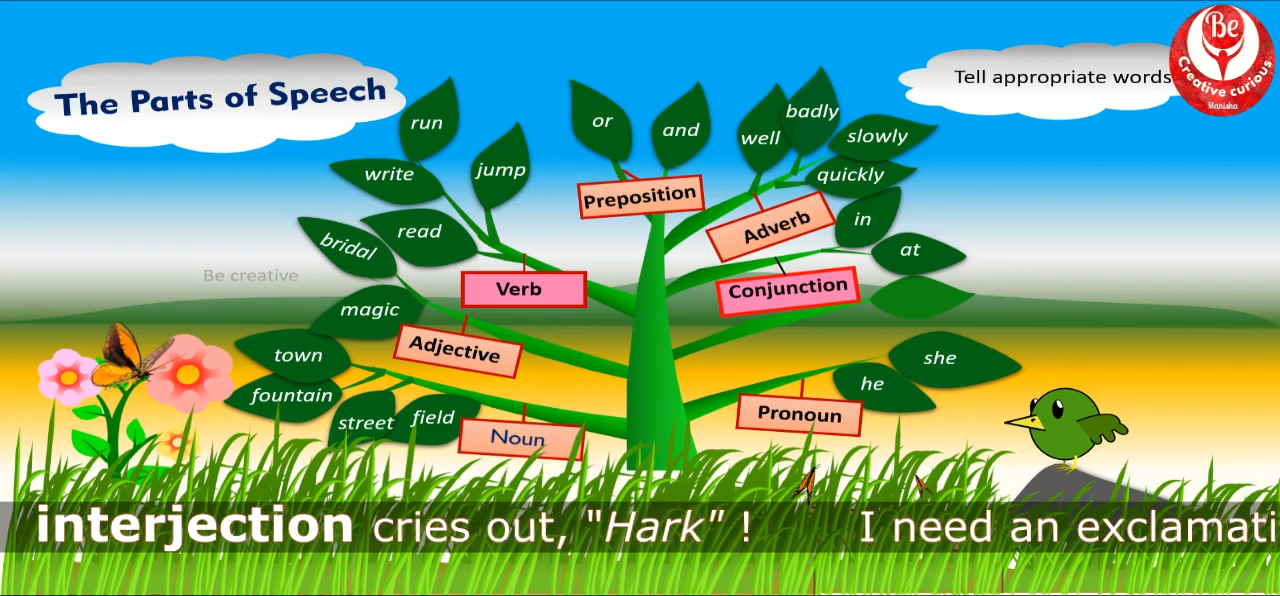 The Parts of Speech
Tell appropriate words
Be
Creative curious
Manisha
run
or
and
well
badly
slowly
write
jump
quickly
Preposition
Adverb
in
bridal
read
at
Be creative
Verb
Conjunction
magic
Adjective
town
she
he
fountain
street
field
Noun
Pronoun
interjection cries out, "Hark" ! I need an exclamati